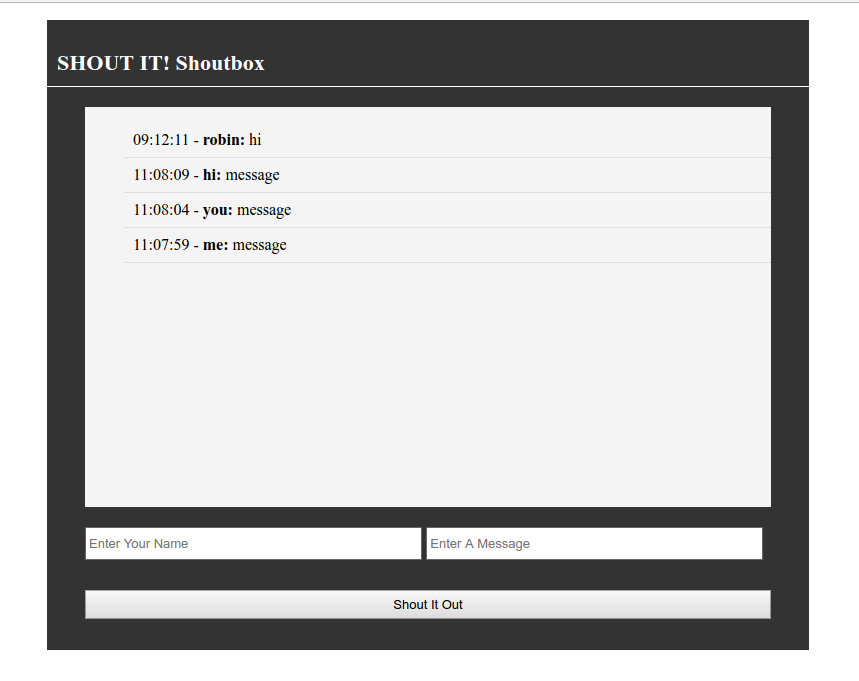 SHOUT IT! Shoutbox
09:12:11 - robin: hi
11:08:09 - hi: message
11:08:04 - you: message
11:07:59 - me: message
Enter Your Name Enter A Message
Shout It Out